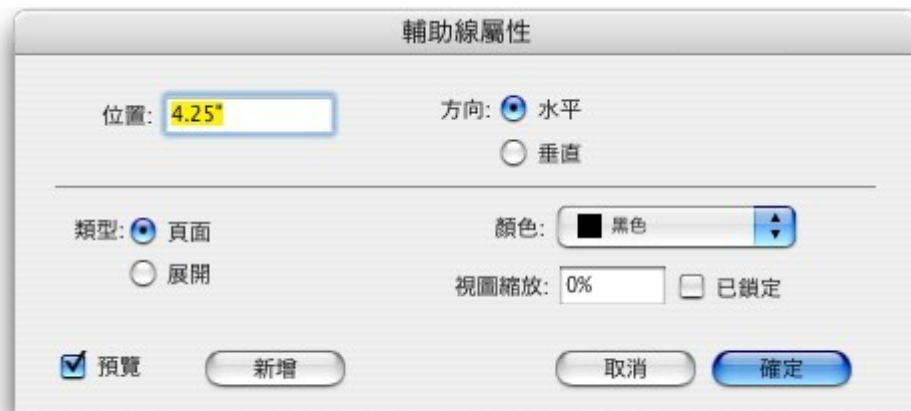 輔助線屬性
位置: 4.25" 方向: 水平
垂直
類型: 頁面 顏色: 黑色
展開 視圖縮放: 0% 已鎖定
預覽 新增 取消 確定